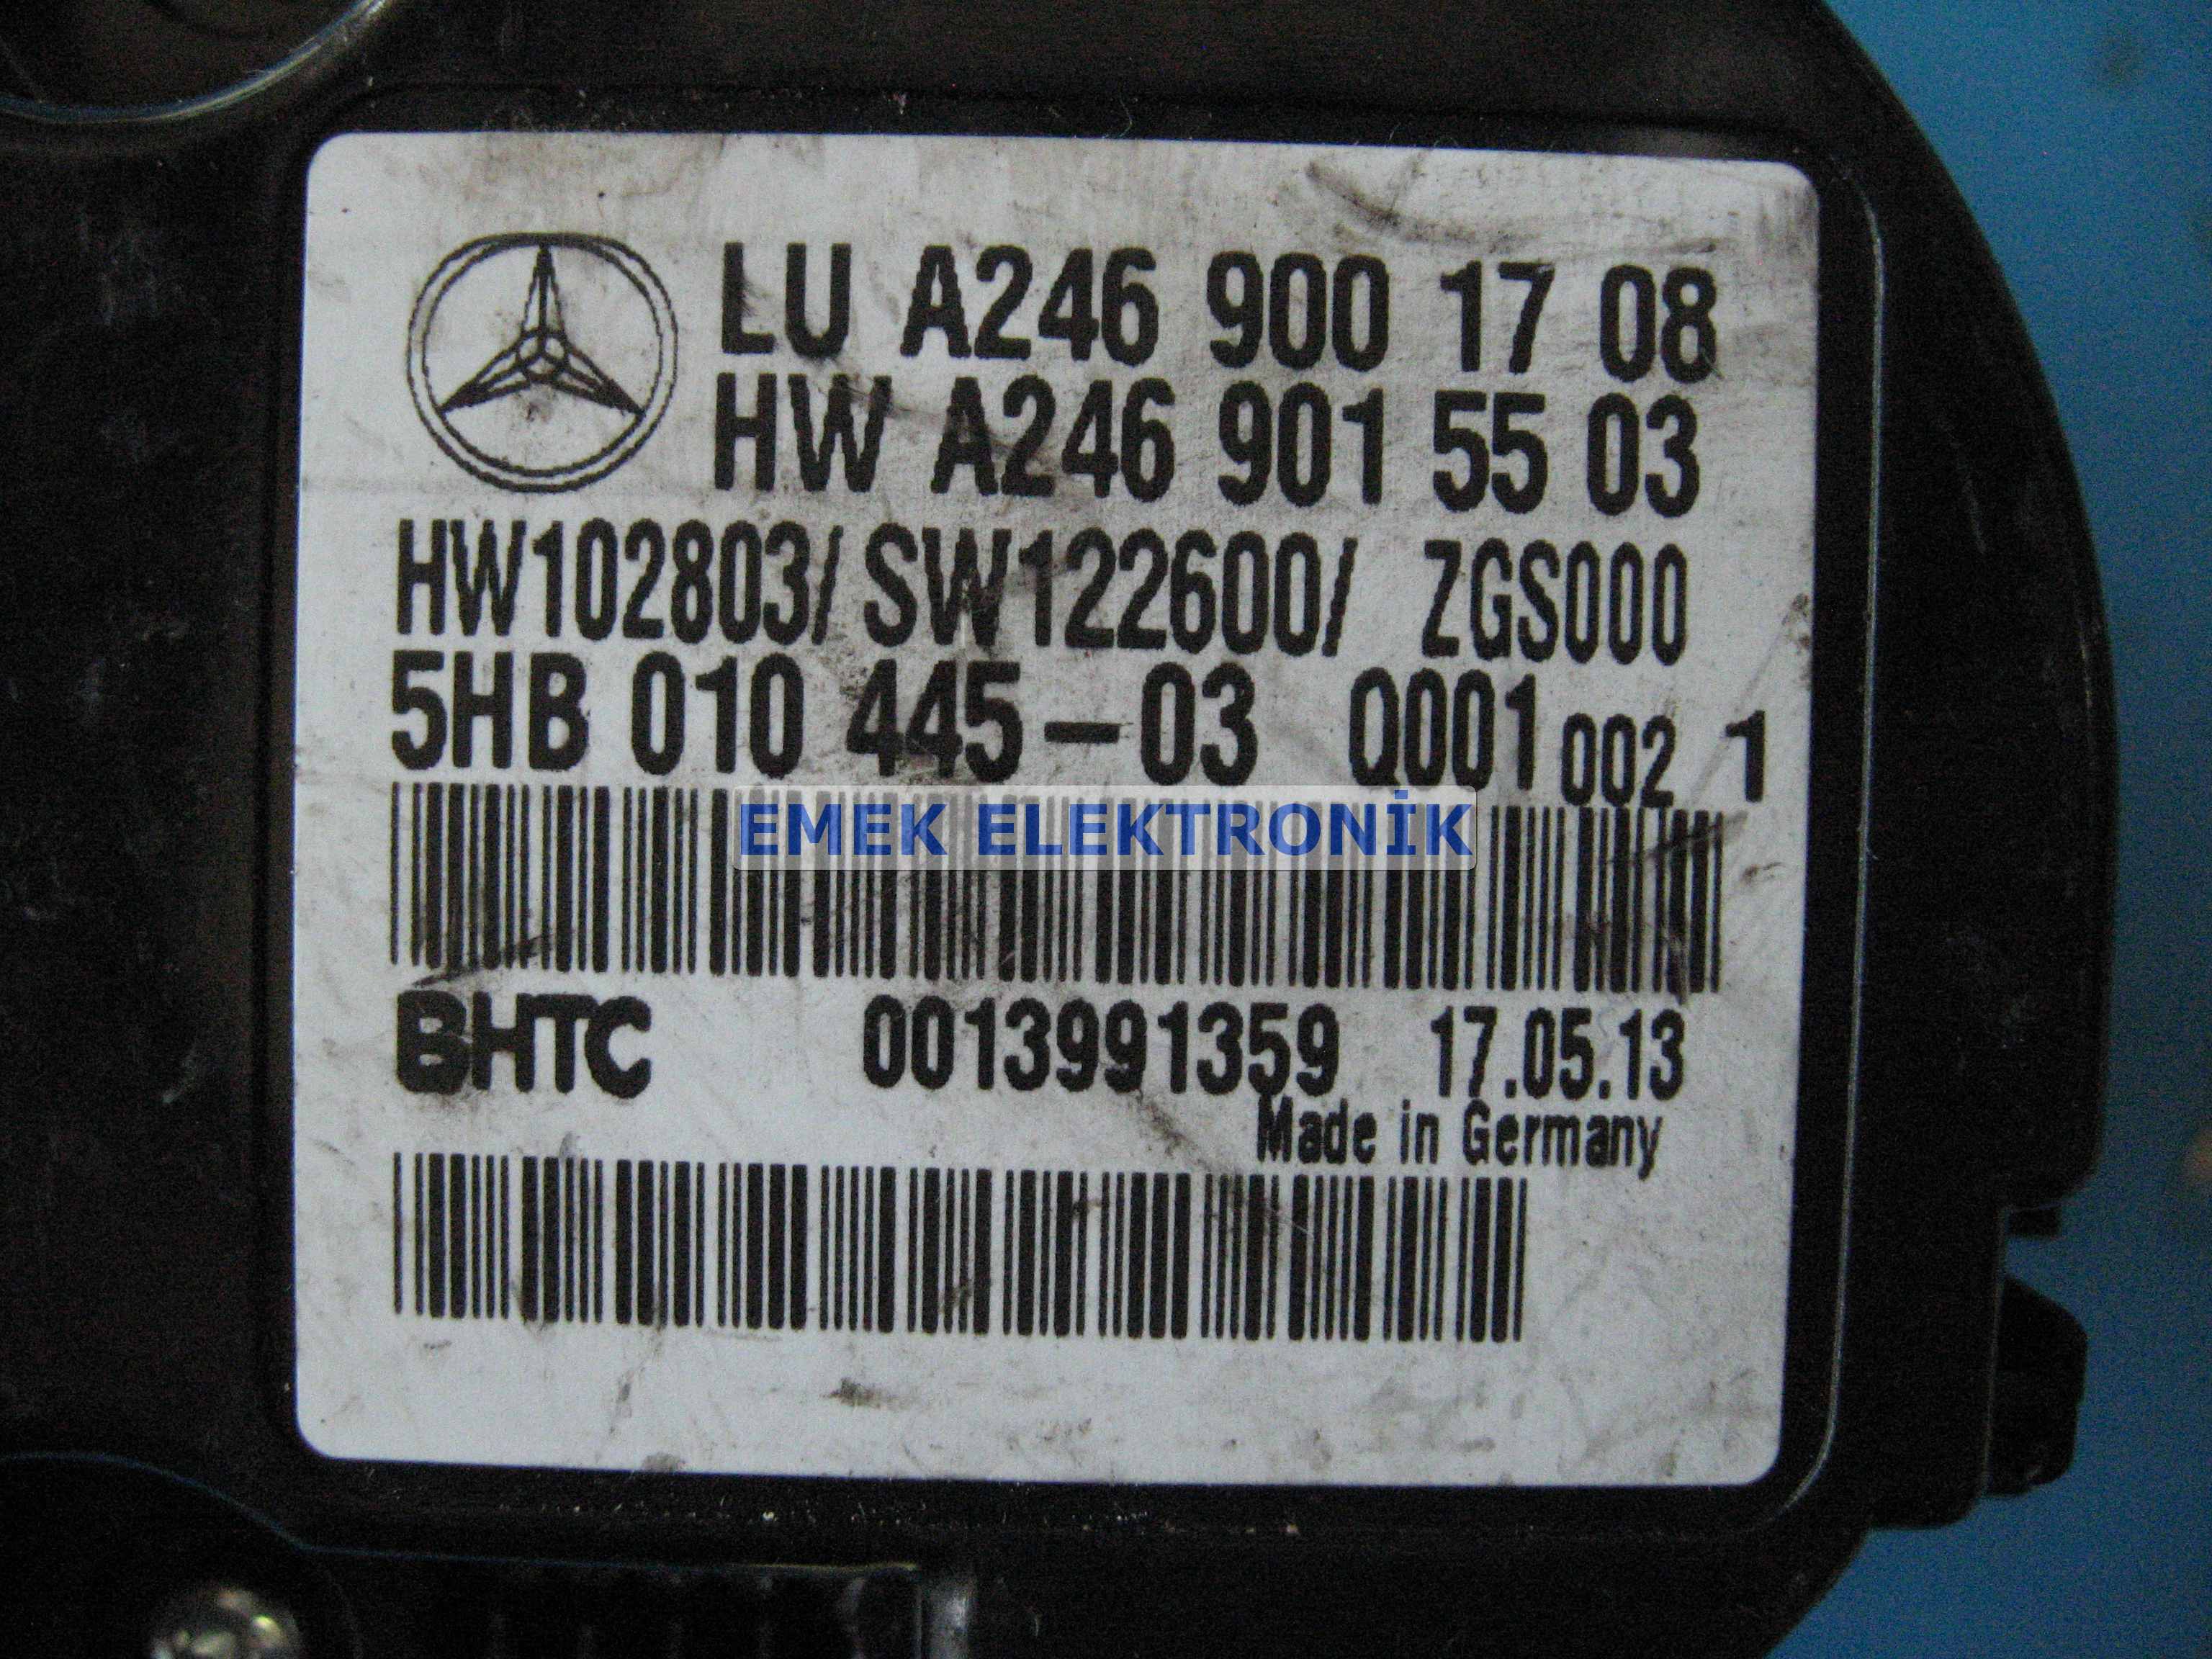 LU A246 900 17 08
HW A246 901 55 03
HW102803/ SW122600/ ZGS000
5HB 010 445-03 Q001 002 1
EMEK ELEKTRONİK
BHTC 0013991359 17.05.13
Made in Germany